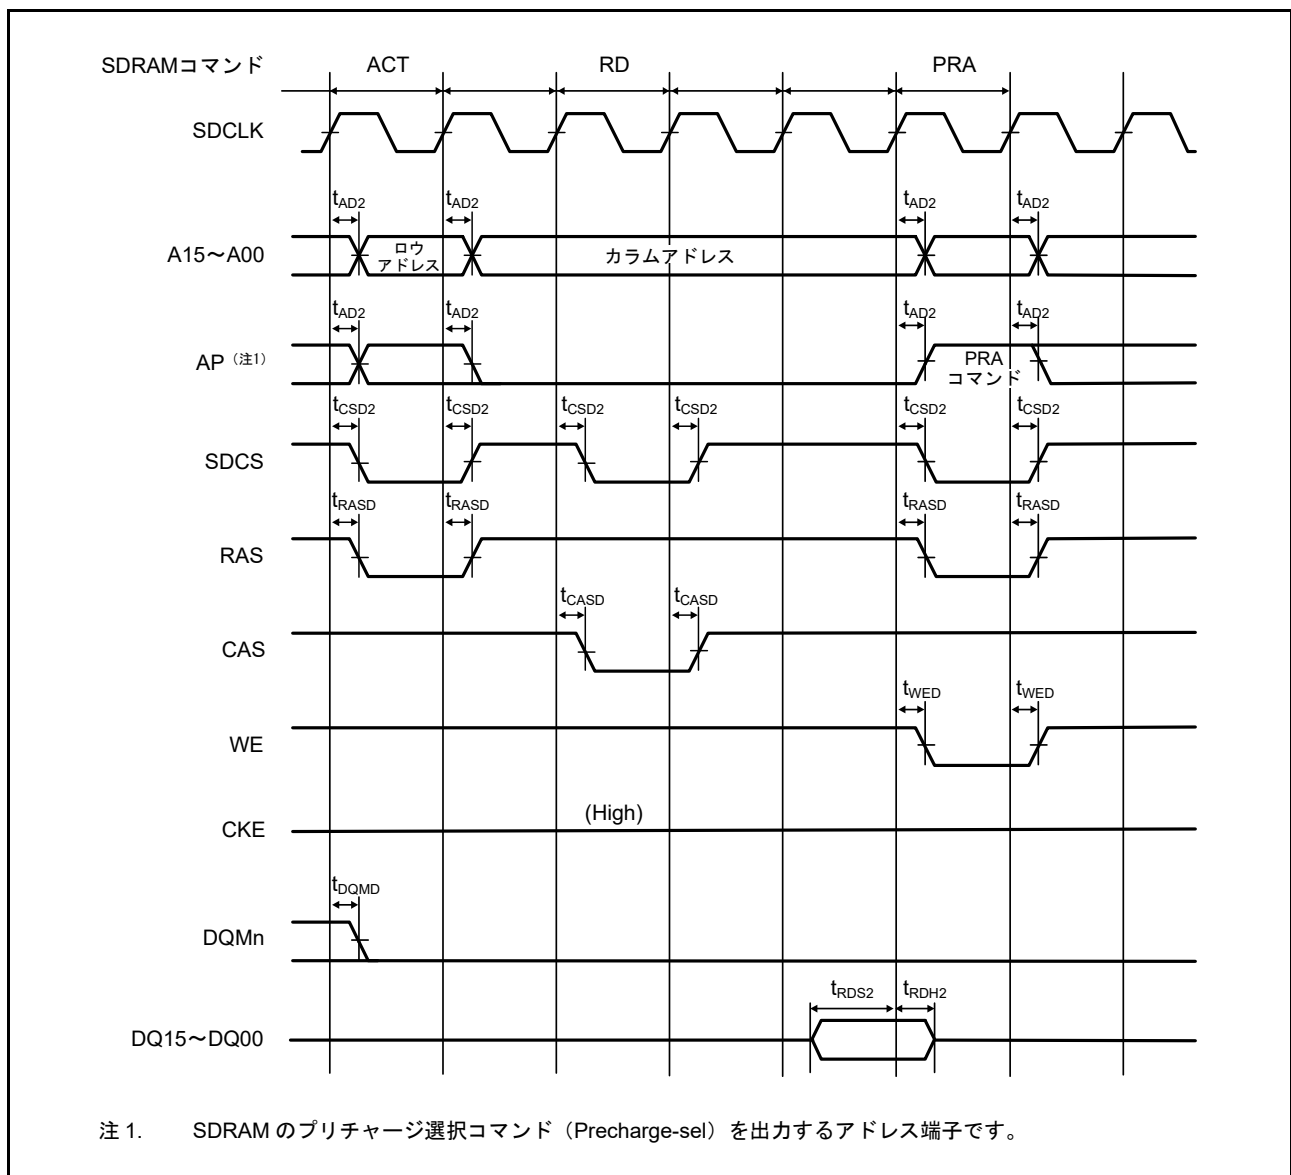 SDRAMコマンド ACT RD PRA
SDCLK
tAD2 tAD2 tAD2 tAD2
A15～A00 ロウ アドレス カラムアドレス
tAD2 tAD2 tAD2 tAD2
AP（注1） PRA コマンド
tCSD2 tCSD2 tCSD2 tCSD2 tCSD2 tCSD2
SDCS
tRASD tRASD tRASD tRASD
RAS
tCASD tCASD
CAS
tWED tWED
WE
(High)
CKE
tDQMD
DQMn
tRDS2 tRDH2
DQ15～DQ00
注 1. SDRAM のプリチャージ選択コマンド（Precharge-sel）を出力するアドレス端子です。